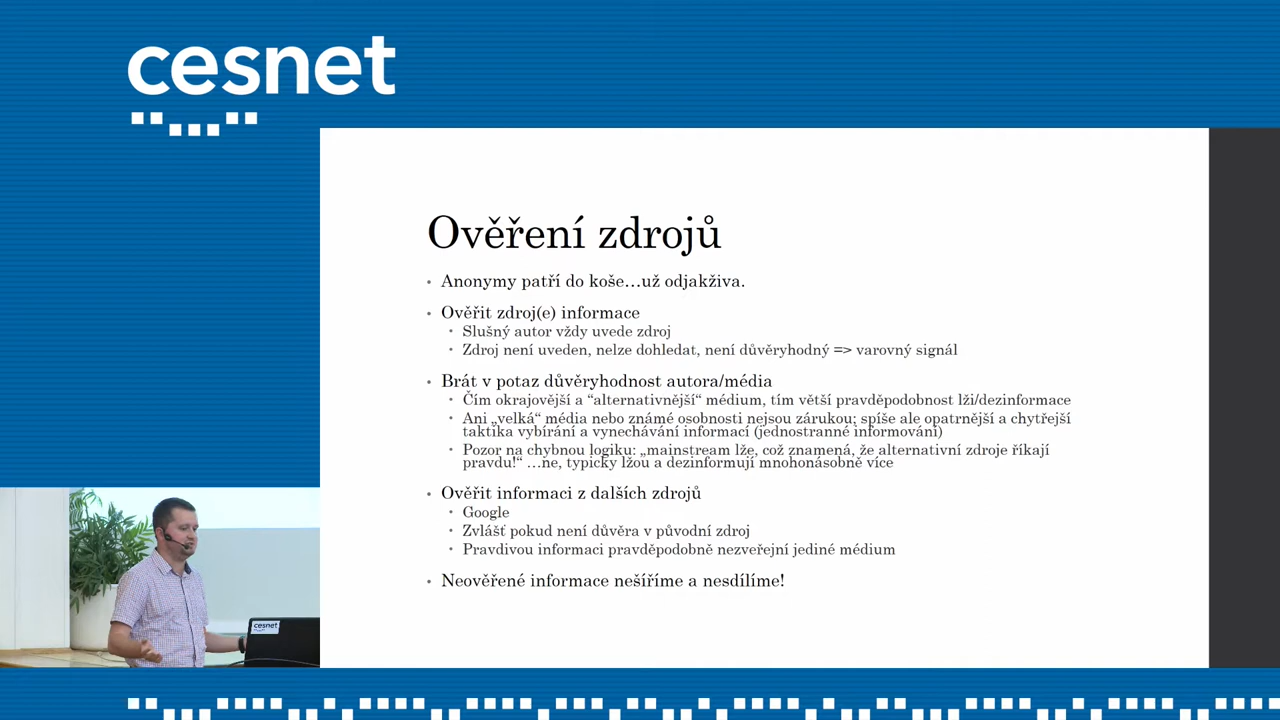 cesnet
Ověření zdrojů
• Anonymy patří do koše…už odjakživa.
• Ověřit zdroj(e) informace
• Slušný autor vždy uvede zdroj
• Zdroj není uveden, nelze dohledat, není důvěryhodný => varovný signál
• Brát v potaz důvěryhodnost autora/média
• Čím okrajovější a “alternativnější“ médium, tím větší pravděpodobnost lži/dezinformace
• Ani „velká“ média nebo známé osobnosti nejsou zárukou; spíše ale opatrnější a chytřejší
taktika vybírání a vynechávání informací (jednostranné informování)
• Pozor na chybnou logiku: „mainstream lže, což znamená, že alternativní zdroje říkají
pravdu!“ …ne, typicky lžou a dezinformují mnohonásobně více
• Ověřit informaci z dalších zdrojů
• Google
• Zvlášť pokud není důvěra v původní zdroj
• Pravdivou informaci pravděpodobně nezveřejní jediné médium
• Neověřené informace nešíříme a nesdílíme!
cesnet